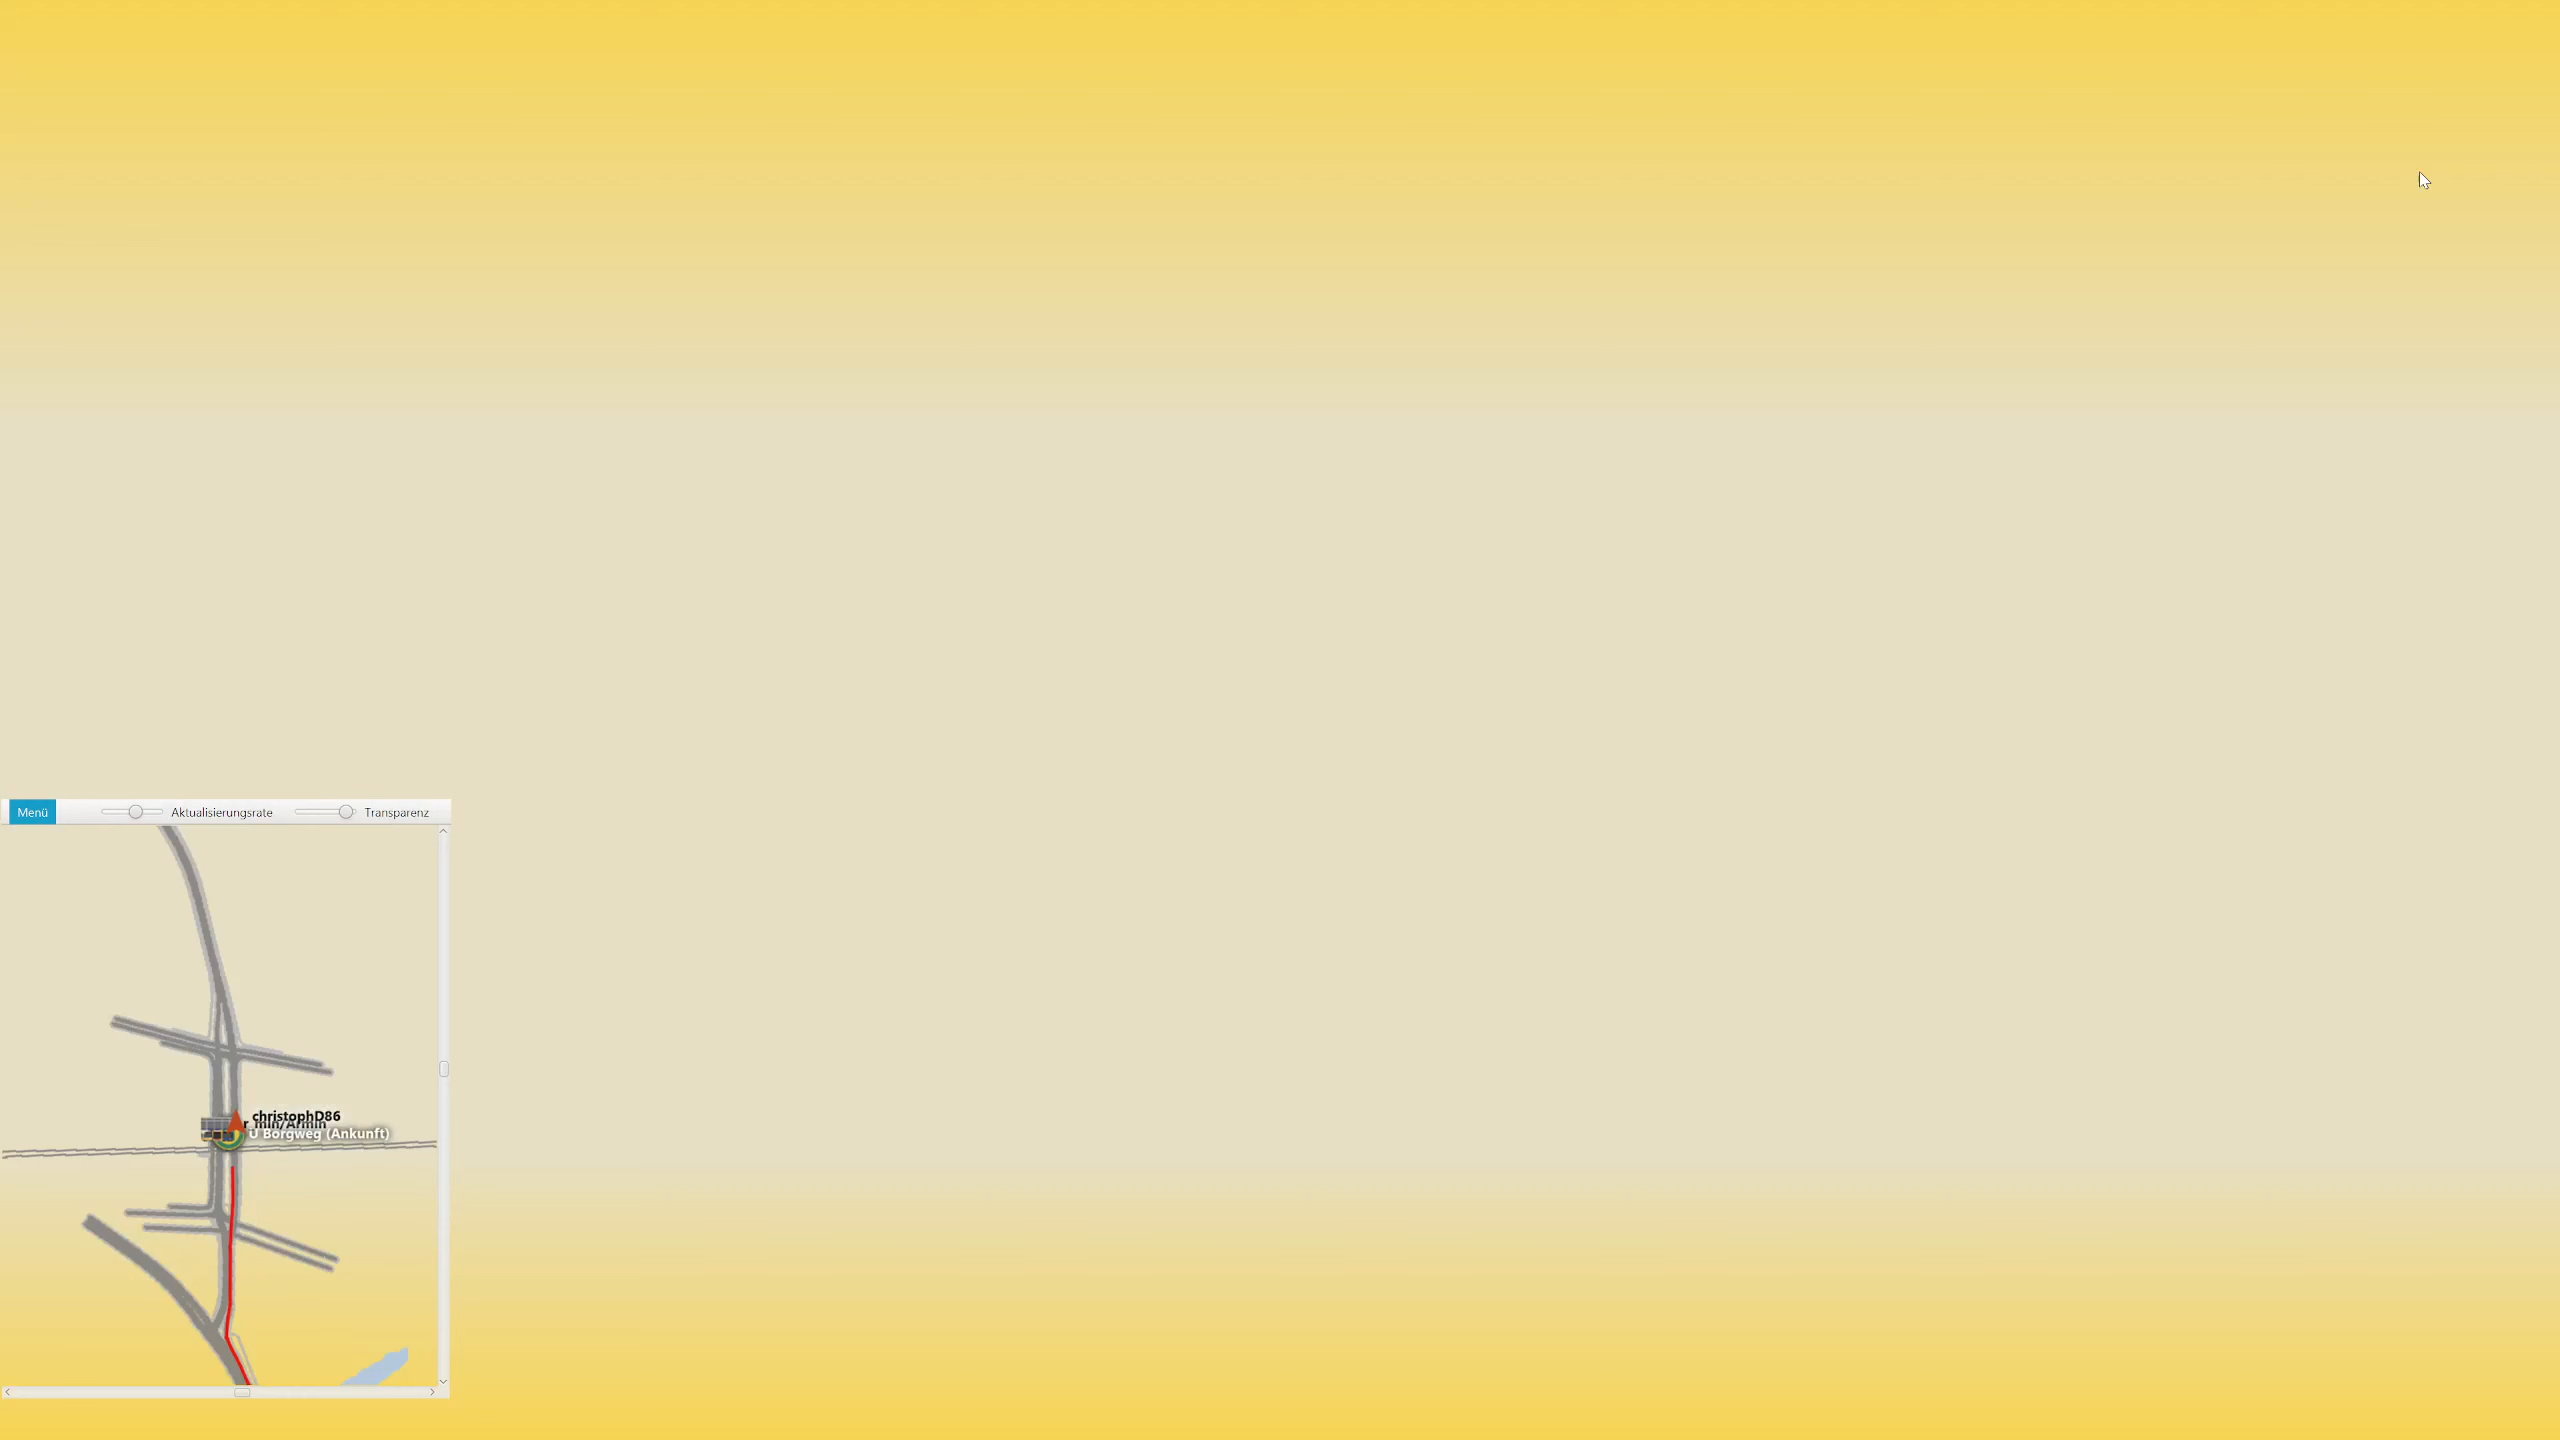 Menü Aktualisierungsrate Transparenz
christophD86
U Borgweg (Ankunft)